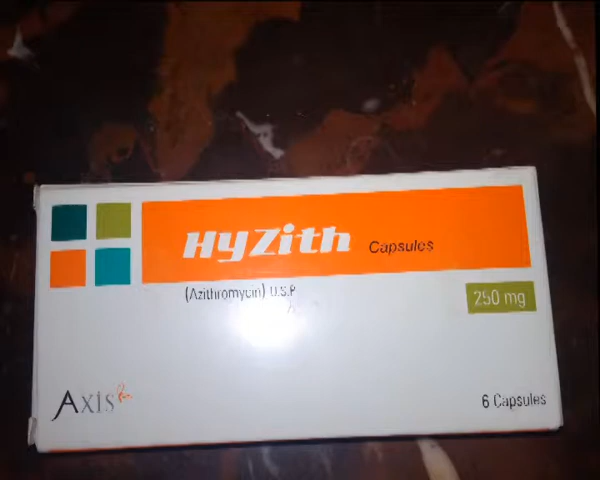 HyZith Capsules
(Azithromycin) U.S.P
250 mg
Axis
6 Capsules